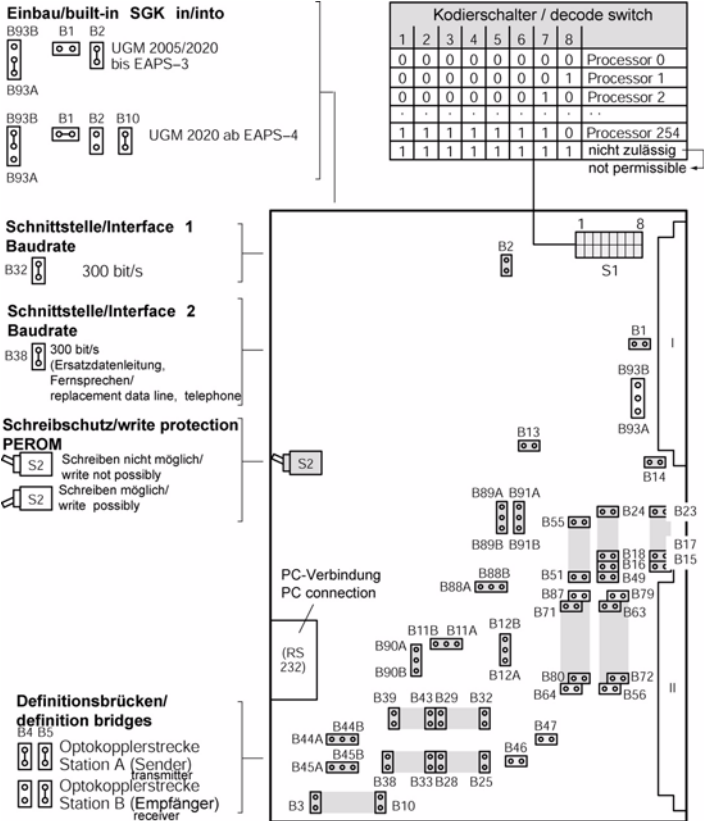 Einbau/built-in SGK in/into
B93B B1 B2
UGM 2005/2020
bis EAPS–3
B93A
B93B B1 B2 B10
UGM 2020 ab EAPS–4
B93A
Kodierschalter / decode switch
1 2 3 4 5 6 7 8
0 0 0 0 0 0 0 0 Processor 0
0 0 0 0 0 0 0 1 Processor 1
0 0 0 0 0 0 1 0 Processor 2
. . . . . . . . . .
1 1 1 1 1 1 1 0 Processor 254
1 1 1 1 1 1 1 1 nicht zulässig
not permissible
Schnittstelle/Interface 1
Baudrate
B32 300 bit/s
Schnittstelle/Interface 2
Baudrate
B38 300 bit/s
(Ersatzdatenleitung,
Fernsprechen/
replacement data line, telephone
Schreibschutz/write protection
PEROM
S2 Schreiben nicht möglich/
write not possibly
S2 Schreiben möglich/
write possibly
Definitionsbrücken/
definition bridges
B4 B5
Optokopplerstrecke
Station A (Sender)
transmitter
Optokopplerstrecke
Station B (Empfänger)
receiver
1 8
S1
B2
B1
I
B93B
B93A
B13
S2
B14
B89A B91A
B89B B91B
B24 B23
B55
B17
B18
B15
B16
B51 B49
B88B
B88A
B87 B79
B71 B63
PC-Verbindung
PC connection
(RS
232)
B11B B11A
B12B
B90A
B90B
B12A
B80 B72
B64 B56
II
B39 B43 B29 B32
B44B
B44A
B47
B45B
B45A
B46
B38 B33 B28 B25
B3 B10